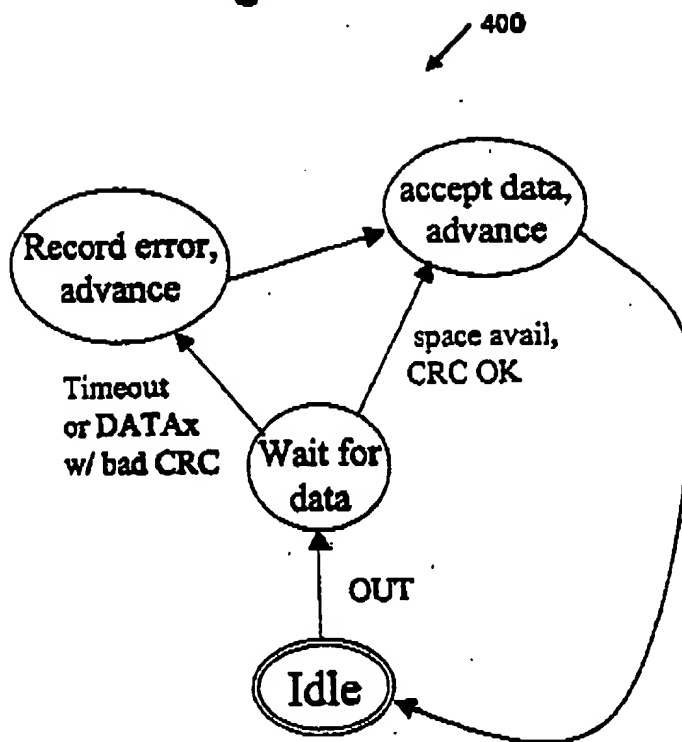 400
accept data,
advance
Record error,
advance
space avail,
CRC OK
Timeout
or DATAx
w/ bad CRC
Wait for
data
OUT
Idle